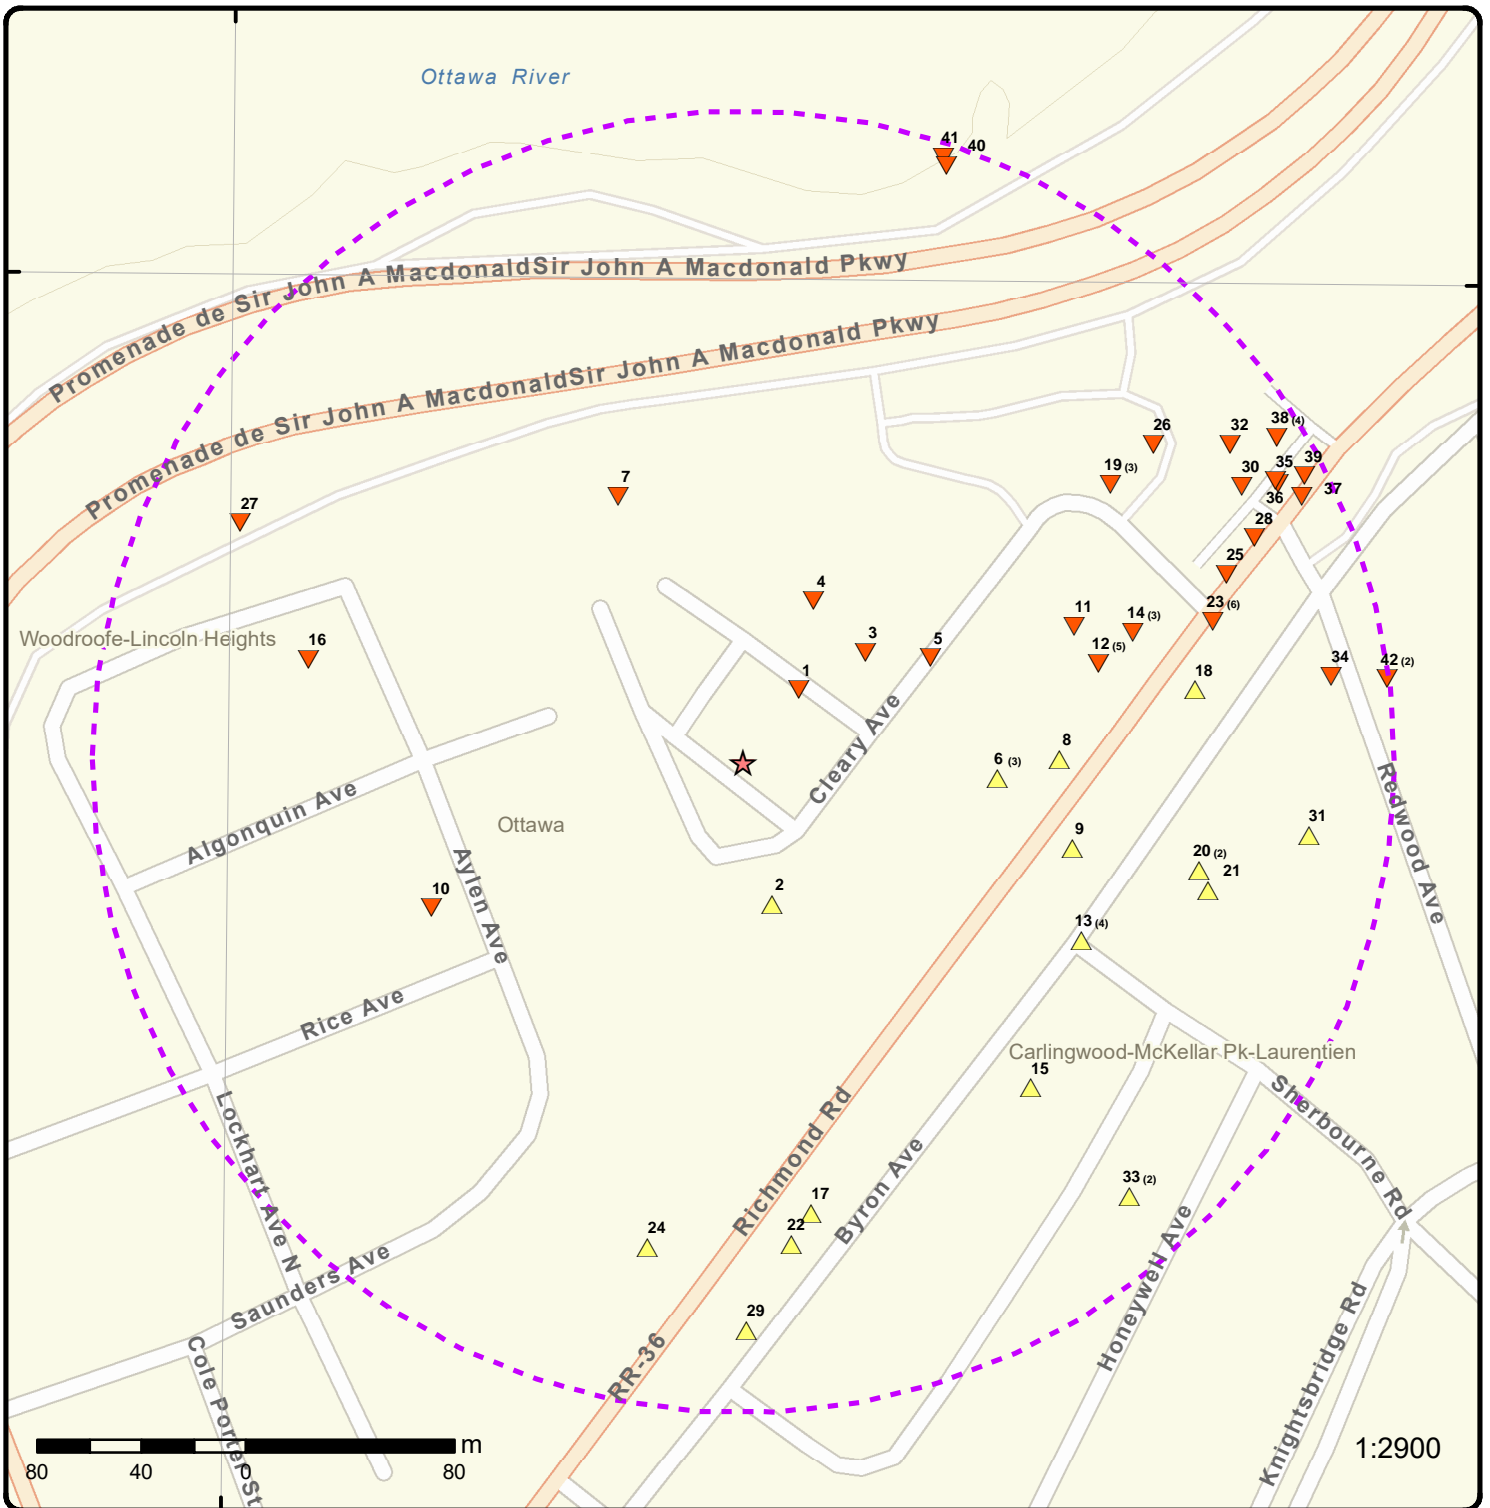 Ottawa River
41 40
Promenade de Sir John A MacdonaldSir John A Macdonald Pkwy
Promenade de Sir John A MacdonaldSir John A Macdonald Pkwy
26
32
38 (4)
19 (3)
30
35
39
36
37
7
27
28
25
4
11
14 (3)
23 (6)
Woodroofe-Lincoln Heights
16
3
5
12 (5)
34
42 (2)
1
18
Cleary Ave
6 (3)
8
Redwood Ave
Algonquin Ave
Ottawa
9
31
20 (2)
21
Aylen Ave
10
2
13 (4)
Rice Ave
Carlingwood-McKellar Pk-Laurentien
15
Sherbourne Rd
Lockhart Ave N
Richmond Rd
Byron Ave
33 (2)
17
22
24
Honeywell Ave
Saunders Ave
29
RR-36
Knightsbridge Rd
Cole Porter St
m
80 40 0 80
1:2900